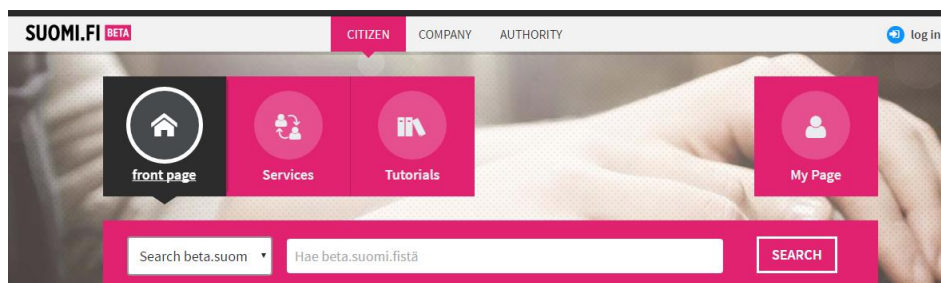 SUOMI.FI BETA
CITIZEN COMPANY AUTHORITY
log in
front page Services Tutorials My Page
Search beta.suom Hae beta.suomi.fistä SEARCH